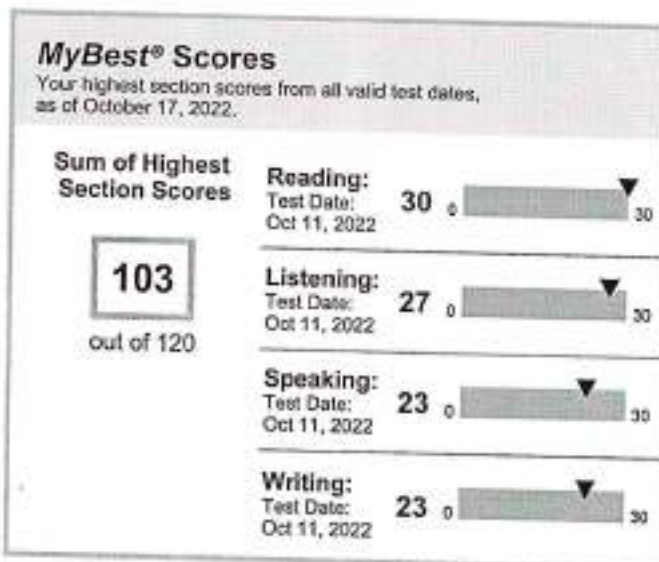 MyBest® Scores
Your highest section scores from all valid test dates,
as of October 17, 2022.
Sum of Highest
Section Scores
103
out of 120
Reading:
Test Date:
Oct 11, 2022
30
0
30
Listening:
Test Date:
Oct 11, 2022
27
0
30
Speaking:
Test Date:
Oct 11, 2022
23
0
30
Writing:
Test Date:
Oct 11, 2022
23
0
30